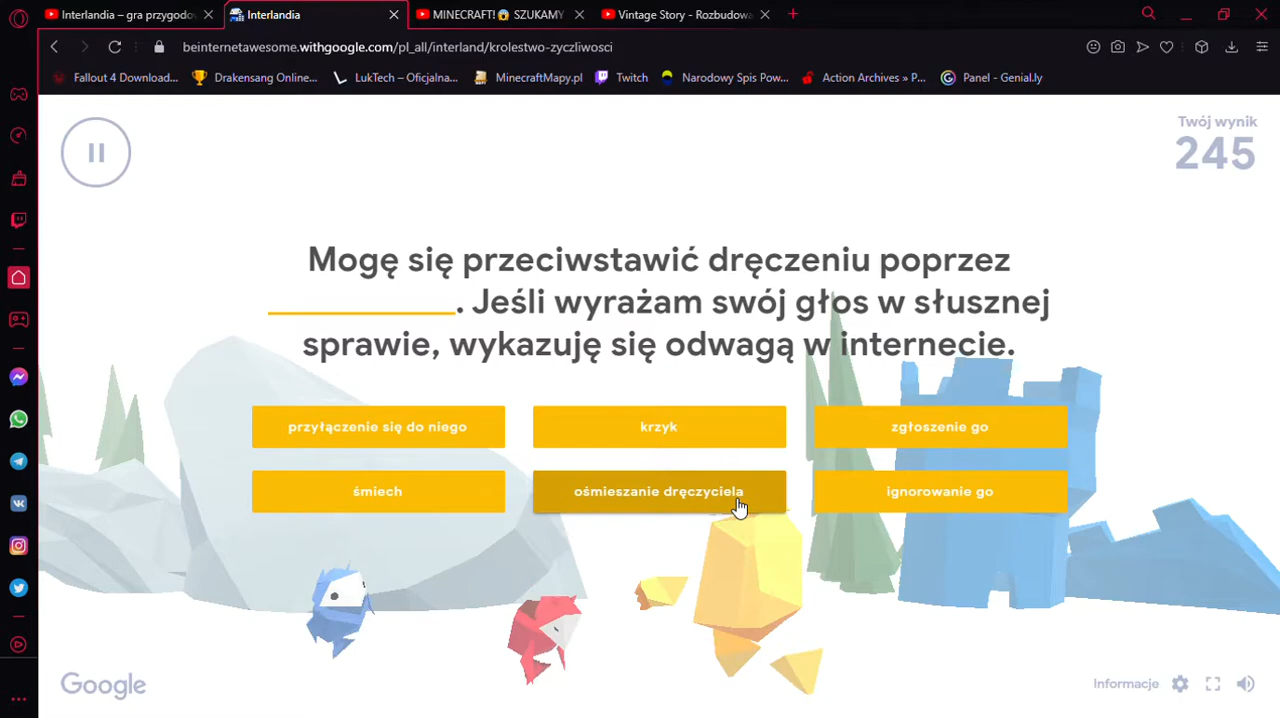 Interlandia – gra przygodov
Interlandia
MINECRAFT! SZUKAMY
Vintage Story - Rozbudowa
beinternetawesome.withgoogle.com/pl_all/interland/krolestwo-zyczliwosci
Fallout 4 Download...
Drakensang Online...
LukTech – Oficjalna...
MinecraftMapy.pl
Twitch
Narodowy Spis Pow...
Action Archives » P...
Panel - Genial.ly
Twój wynik
245
Mogę się przeciwstawić dręczeniu poprzez
__________. Jeśli wyrażam swój głos w słusznej
sprawie, wykazuję się odwagą w internecie.
przyłączenie się do niego
krzyk
zgłoszenie go
śmiech
ośmieszanie dręczyciela
ignorowanie go
Google
Informacje